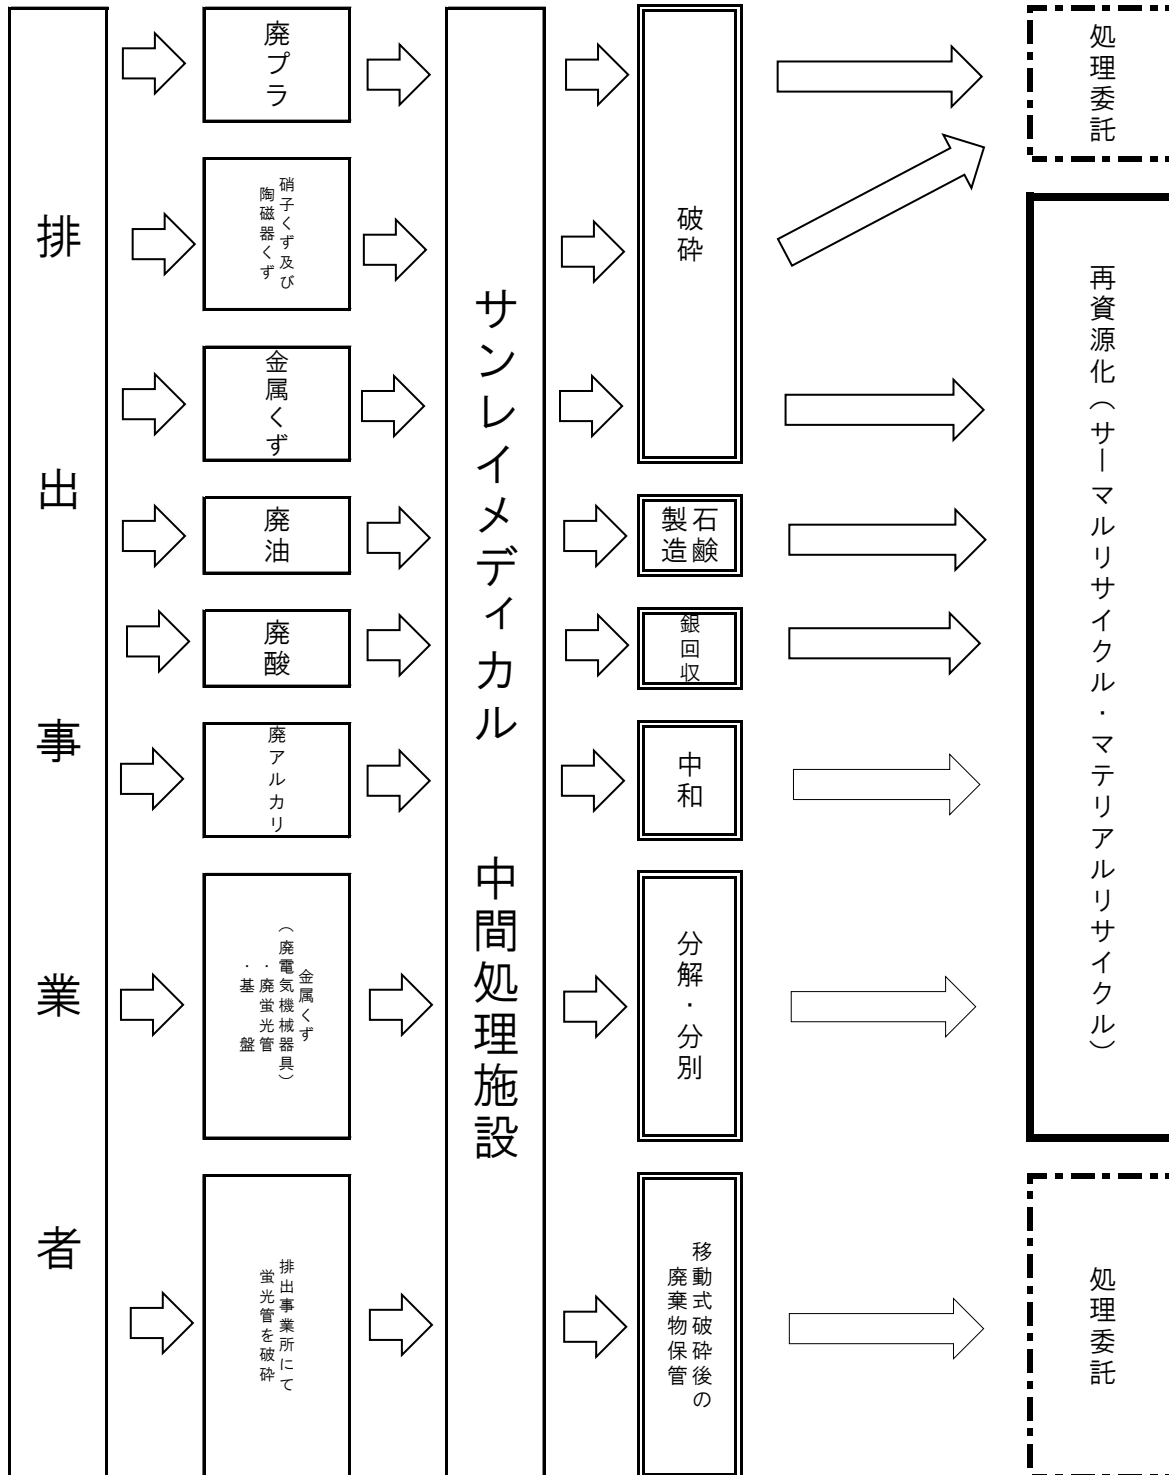 排出事業者
廃プラ
硝子くず及び
陶磁器くず
金属くず
廃油
廃酸
廃アルカリ
金属くず
（廃電気機械器具）
・廃蛍光管
・基　盤
排出事業所にて
蛍光管を破砕
サンレイメディカル　中間処理施設
破砕
石鹸
製造
銀回収
中和
分解・分別
移動式破砕後の
廃棄物保管
処理委託
再資源化（サーマルリサイクル・マテリアルリサイクル）
処理委託